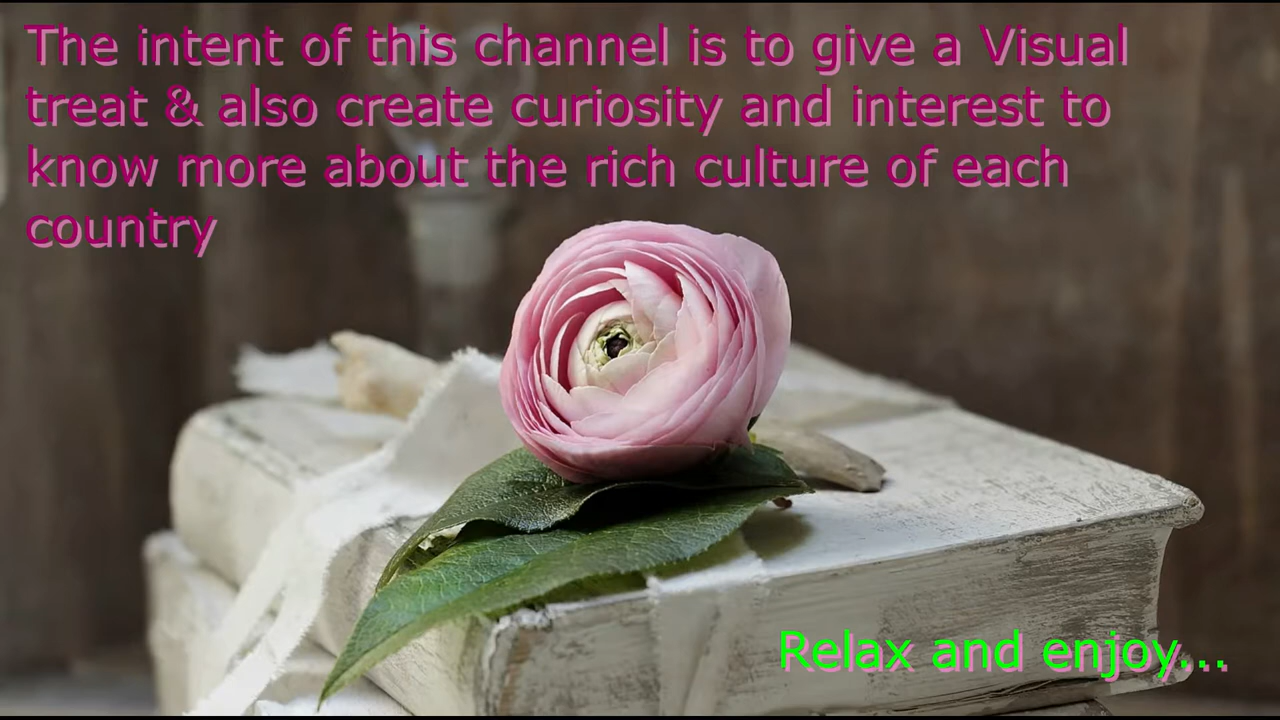 The intent of this channel is to give a Visual
treat & also create curiosity and interest to
know more about the rich culture of each
country
Relax and enjoy...